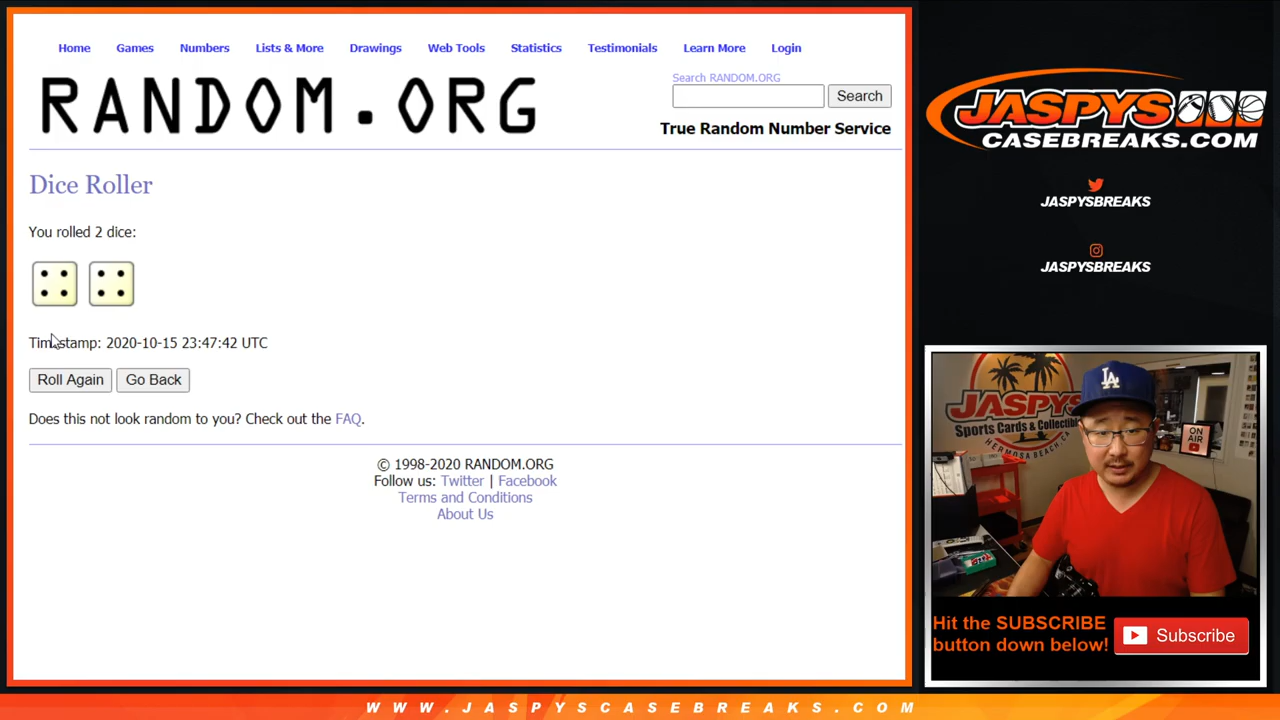 Home Games Numbers Lists & More Drawings Web Tools Statistics Testimonials Learn More Login
RANDOM.ORG
Search RANDOM.ORG
Search
True Random Number Service
Dice Roller
You rolled 2 dice:
Timestamp: 2020-10-15 23:47:42 UTC
Roll Again Go Back
Does this not look random to you? Check out the FAQ.
© 1998-2020 RANDOM.ORG
Follow us: Twitter | Facebook
Terms and Conditions
About Us
JASPYS
CASEBREAKS.COM
JASPYSBREAKS
JASPYSBREAKS
JASPYS
Sports Cards & Collectibles
HERMOSA BEACH, CA
LA
ON
AIR
Hit the SUBSCRIBE
button down below!
Subscribe
WWW.JASPYSCASEBREAKS.COM